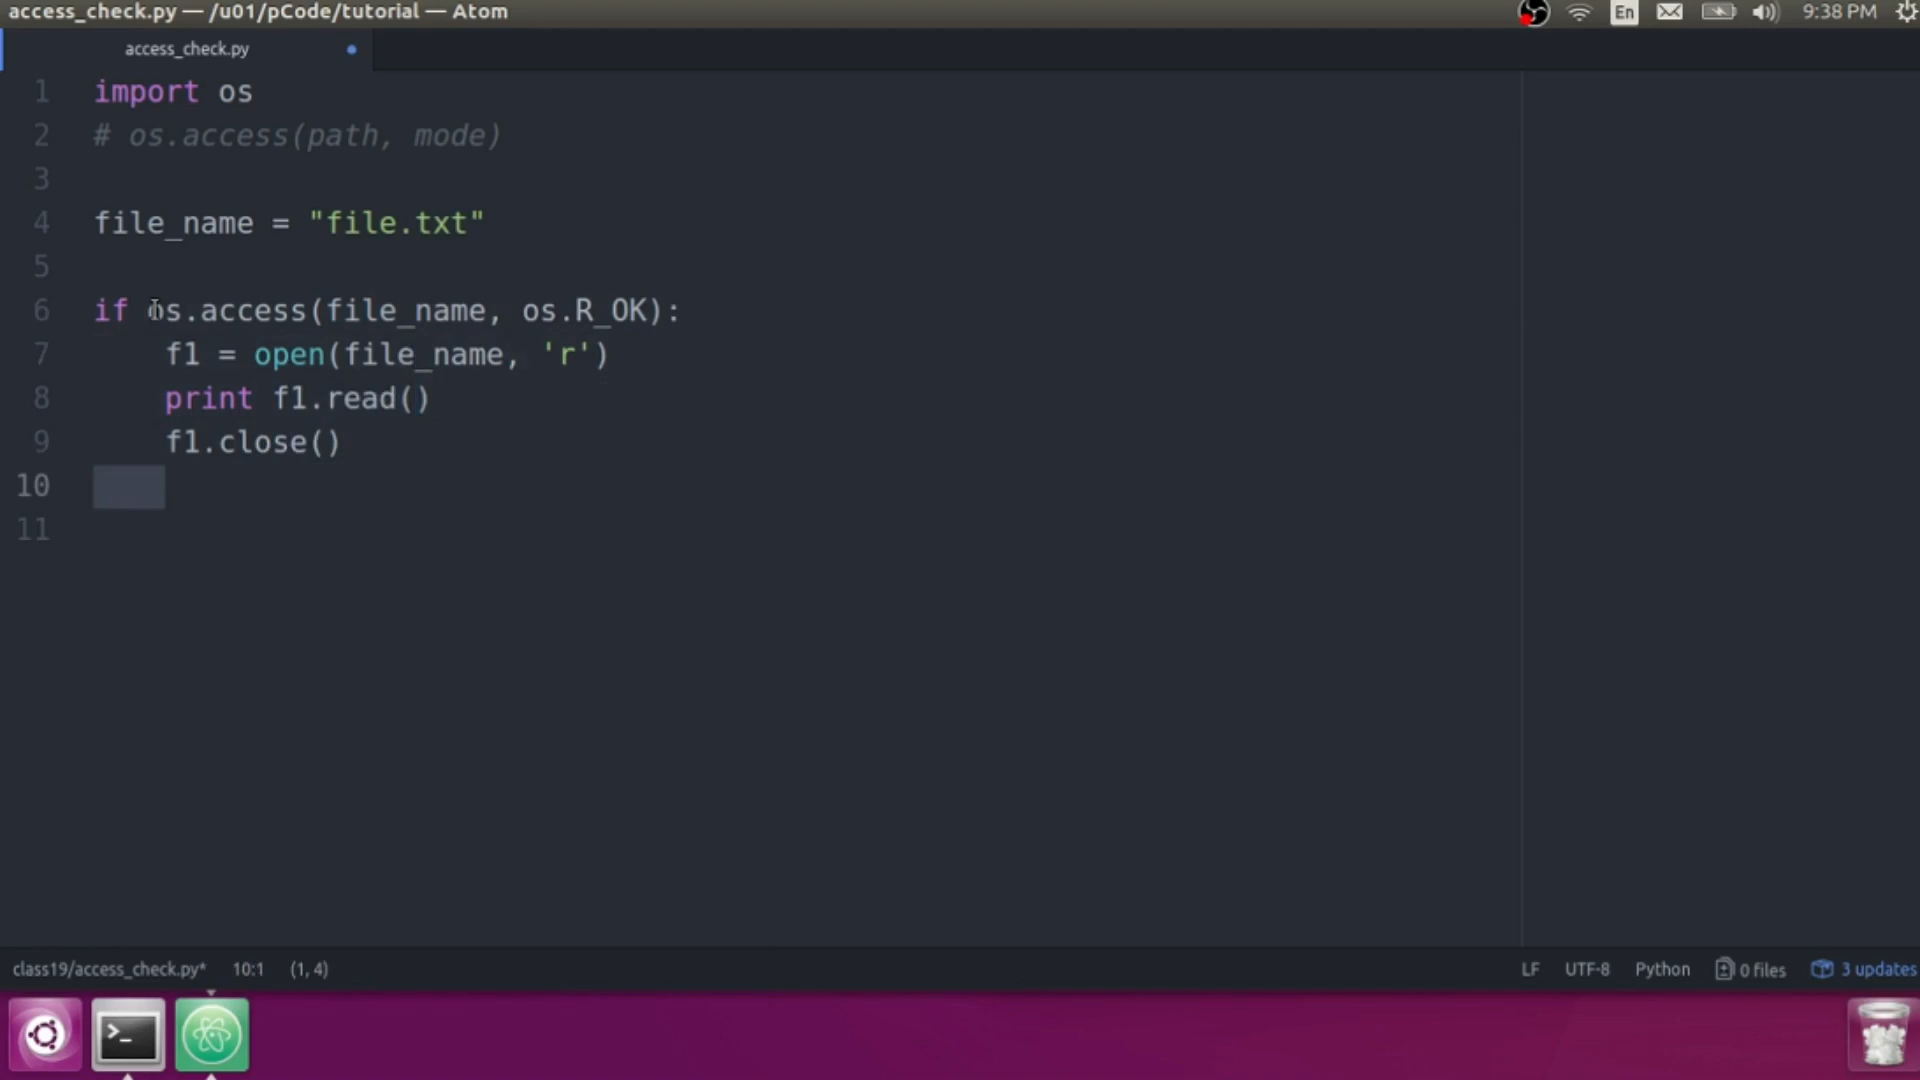 access_check.py — /u01/pCode/tutorial — Atom
En
9:38 PM
access_check.py
1 import os
2 # os.access(path, mode)
3
4 file_name = "file.txt"
5
6 if os.access(file_name, os.R_OK):
7 f1 = open(file_name, 'r')
8 print f1.read()
9 f1.close()
10
11
class19/access_check.py* 10:1 (1, 4)
LF UTF-8 Python 0 files 3 updates
>_